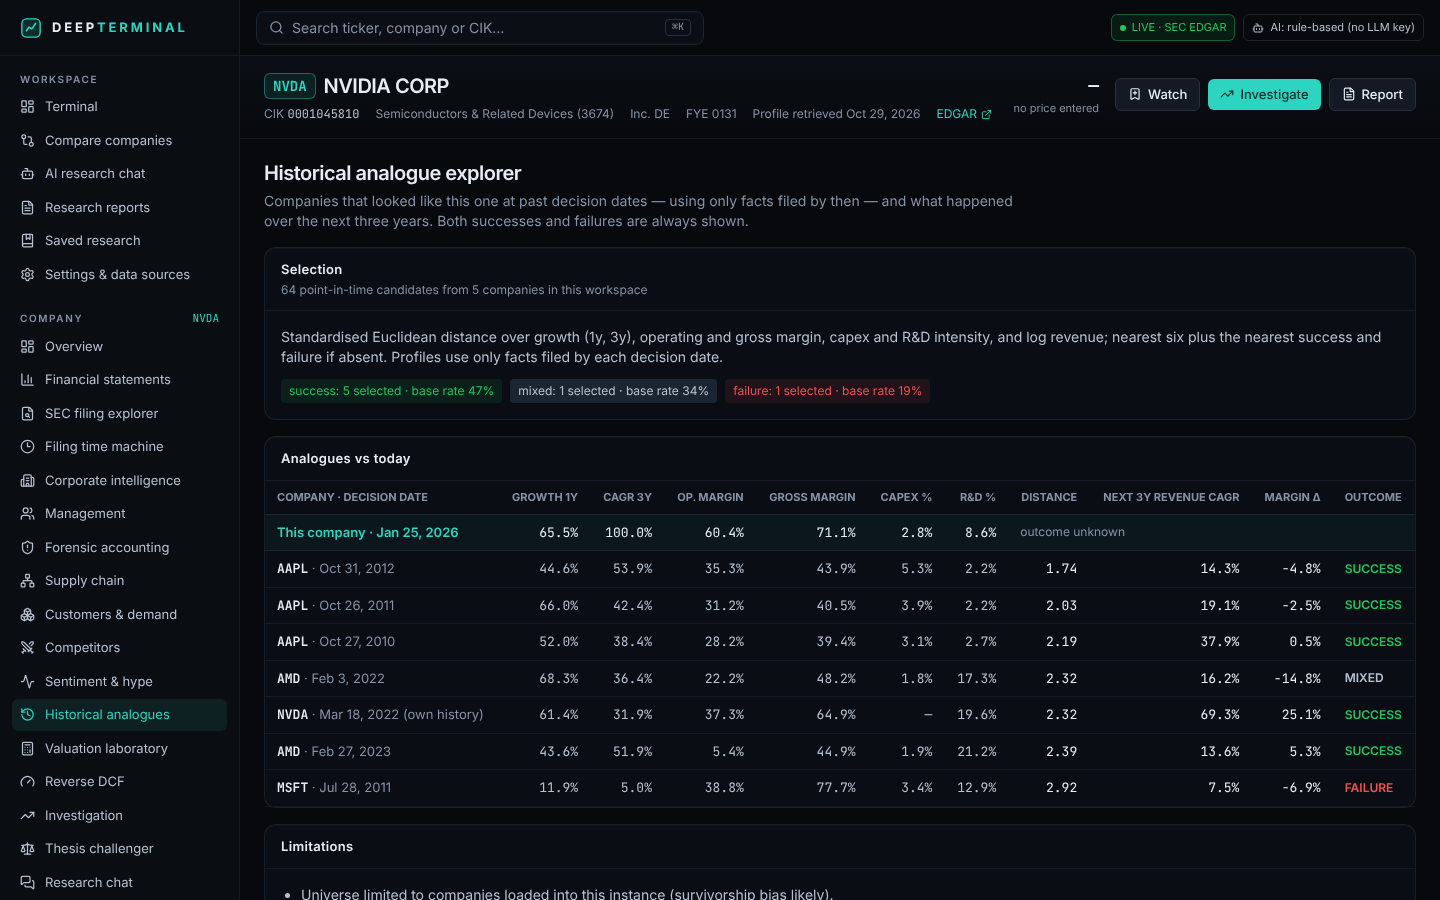 DEEPTERMINAL
Search ticker, company or CIK...
⌘K
LIVE · SEC EDGAR
AI: rule-based (no LLM key)
WORKSPACE
Terminal
Compare companies
AI research chat
Research reports
Saved research
Settings & data sources
COMPANY NVDA
Overview
Financial statements
SEC filing explorer
Filing time machine
Corporate intelligence
Management
Forensic accounting
Supply chain
Customers & demand
Competitors
Sentiment & hype
Historical analogues
Valuation laboratory
Reverse DCF
Investigation
Thesis challenger
Research chat
NVDA NVIDIA CORP
CIK 0001045810 Semiconductors & Related Devices (3674) Inc. DE FYE 0131 Profile retrieved Oct 29, 2026 EDGAR
—
no price entered
Watch
Investigate
Report
Historical analogue explorer
Companies that looked like this one at past decision dates — using only facts filed by then — and what happened
over the next three years. Both successes and failures are always shown.
Selection
64 point-in-time candidates from 5 companies in this workspace
Standardised Euclidean distance over growth (1y, 3y), operating and gross margin, capex and R&D intensity, and log revenue; nearest six plus the nearest success and
failure if absent. Profiles use only facts filed by each decision date.
success: 5 selected · base rate 47% mixed: 1 selected · base rate 34% failure: 1 selected · base rate 19%
Analogues vs today
COMPANY · DECISION DATE GROWTH 1Y CAGR 3Y OP. MARGIN GROSS MARGIN CAPEX % R&D % DISTANCE NEXT 3Y REVENUE CAGR MARGIN Δ OUTCOME
This company · Jan 25, 2026 65.5% 100.0% 60.4% 71.1% 2.8% 8.6% outcome unknown
AAPL · Oct 31, 2012 44.6% 53.9% 35.3% 43.9% 5.3% 2.2% 1.74 14.3% -4.8% SUCCESS
AAPL · Oct 26, 2011 66.0% 42.4% 31.2% 40.5% 3.9% 2.2% 2.03 19.1% -2.5% SUCCESS
AAPL · Oct 27, 2010 52.0% 38.4% 28.2% 39.4% 3.1% 2.7% 2.19 37.9% 0.5% SUCCESS
AMD · Feb 3, 2022 68.3% 36.4% 22.2% 48.2% 1.8% 17.3% 2.32 16.2% -14.8% MIXED
NVDA · Mar 18, 2022 (own history) 61.4% 31.9% 37.3% 64.9% — 19.6% 2.32 69.3% 25.1% SUCCESS
AMD · Feb 27, 2023 43.6% 51.9% 5.4% 44.9% 1.9% 21.2% 2.39 13.6% 5.3% SUCCESS
MSFT · Jul 28, 2011 11.9% 5.0% 38.8% 77.7% 3.4% 12.9% 2.92 7.5% -6.9% FAILURE
Limitations
• Universe limited to companies loaded into this instance (survivorship bias likely).